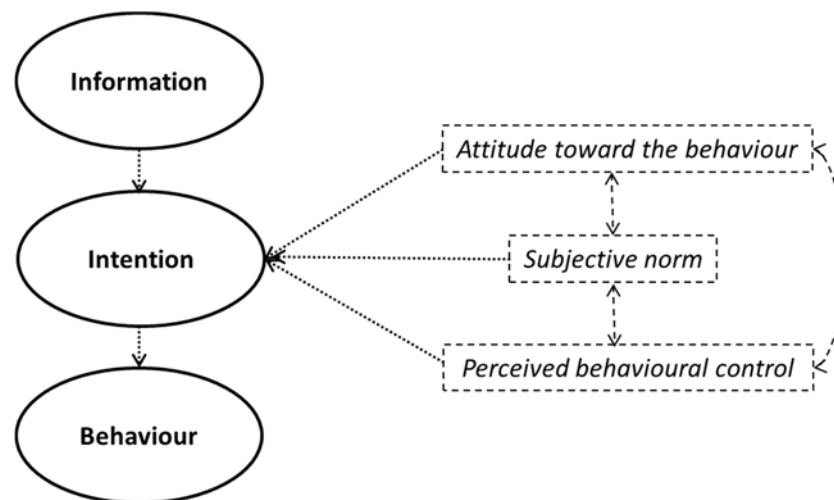 Information
Attitude toward the behaviour
Intention
Subjective norm
Perceived behavioural control
Behaviour